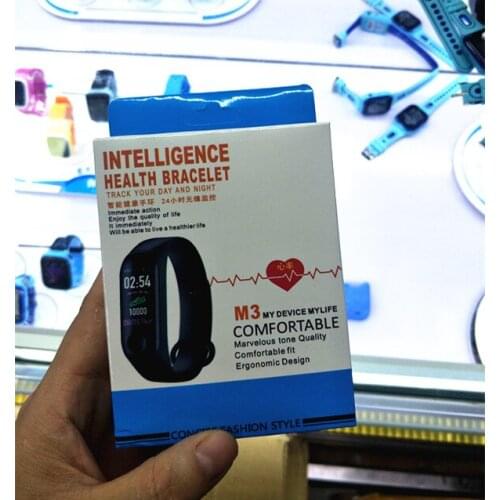 INTELLIGENCE
HEALTH BRACELET
TRACK YOUR DAY AND NIGHT
智能健康手环 24小时无缝监控
Immediate action
Enjoy the quality of life
It immediately
Will be able to live a healthier life
02:54
10000
心率
M3 MY DEVICE MYLIFE
COMFORTABLE
Marvelous tone Quality
Comfortable fit
Ergonomic Design
FASHION STYLE